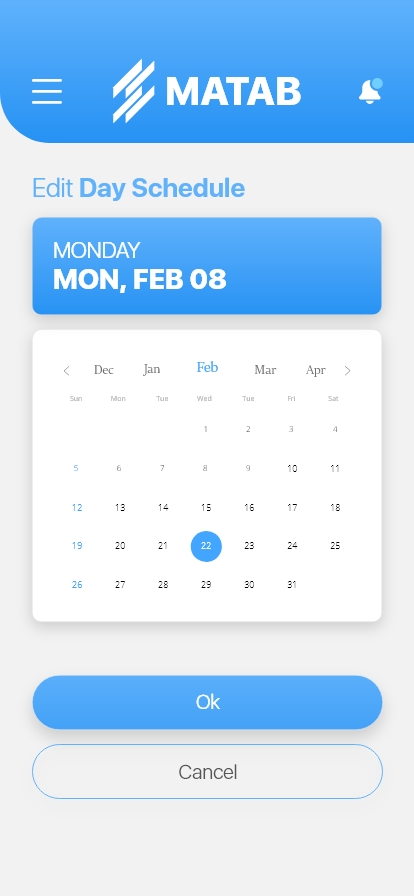 MATAB
Edit Day Schedule
MONDAY
MON, FEB 08
Dec Jan Feb Mar Apr
Sun Mon Tue Wed Tue Fri Sat
1 2 3 4
5 6 7 8 9 10 11
12 13 14 15 16 17 18
19 20 21 22 23 24 25
26 27 28 29 30 31
Ok
Cancel